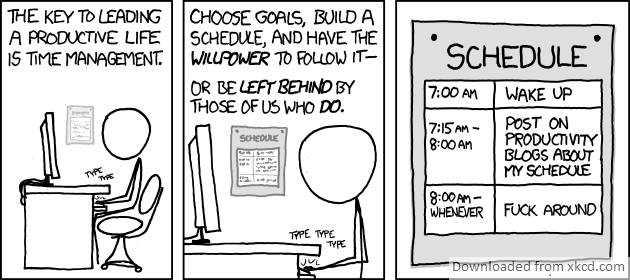 THE KEY TO LEADING
A PRODUCTIVE LIFE
IS TIME MANAGEMENT.
TYPE
TYPE
CHOOSE GOALS, BUILD A
SCHEDULE, AND HAVE THE
WILLPOWER TO FOLLOW IT—
OR BE LEFT BEHIND BY
THOSE OF US WHO DO.
SCHEDULE
TYPE TYPE
TYPE
SCHEDULE
7:00 AM WAKE UP
7:15 AM – POST ON
8:00 AM PRODUCTIVITY
BLOGS ABOUT
MY SCHEDULE
8:00 AM –
WHENEVER FUCK AROUND
Downloaded from xkcd.com